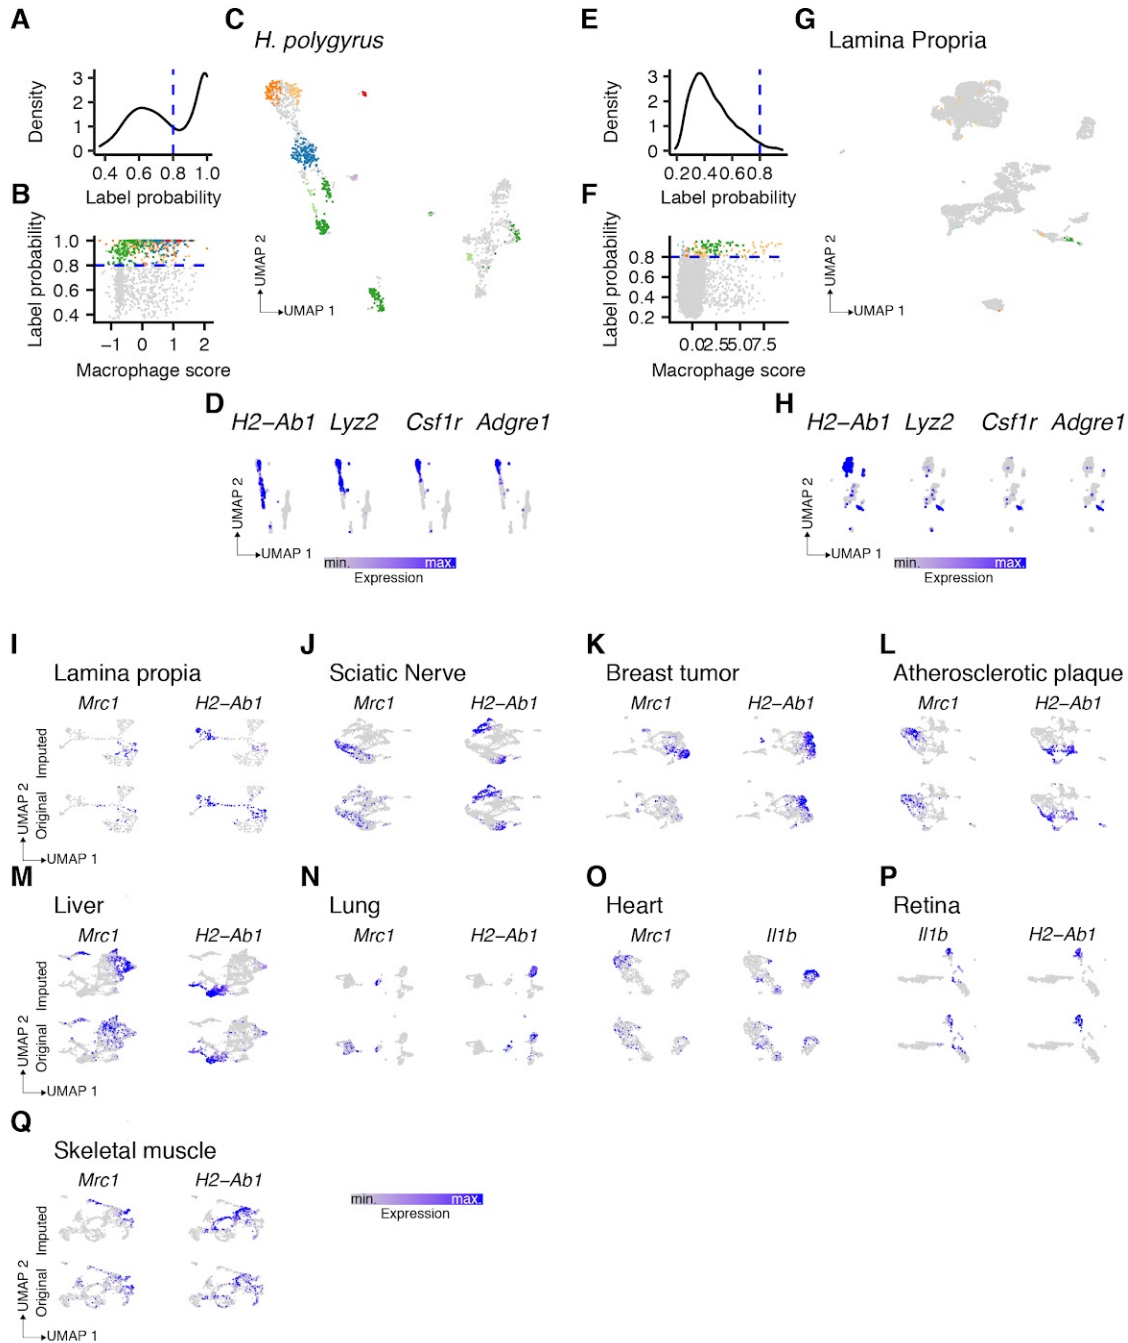 A
Density
3
2
1
0
0.4 0.6 0.8 1.0
Label probability
B
Label probability
1.0
0.8
0.6
0.4
−1 0 1 2
Macrophage score
C
H. polygyrus
UMAP 2
UMAP 1
D
H2−Ab1 Lyz2 Csf1r Adgre1
UMAP 2
UMAP 1
min. max.
Expression
E
Density
3
2
1
0
0.20.40.60.8
Label probability
F
Label probability
0.8
0.6
0.4
0.2
0.02.55.07.5
Macrophage score
G
Lamina Propria
UMAP 2
UMAP 1
H
H2−Ab1 Lyz2 Csf1r Adgre1
UMAP 2
UMAP 1
min. max.
Expression
I
Lamina propia
Mrc1 H2−Ab1
Imputed
Original
UMAP 2
UMAP 1
J
Sciatic Nerve
Mrc1 H2−Ab1
K
Breast tumor
Mrc1 H2−Ab1
L
Atherosclerotic plaque
Mrc1 H2−Ab1
M
Liver
Mrc1 H2−Ab1
Imputed
Original
UMAP 2
UMAP 1
N
Lung
Mrc1 H2−Ab1
O
Heart
Mrc1 Il1b
P
Retina
Il1b H2−Ab1
Q
Skeletal muscle
Mrc1 H2−Ab1
Imputed
Original
UMAP 2
UMAP 1
min. max.
Expression